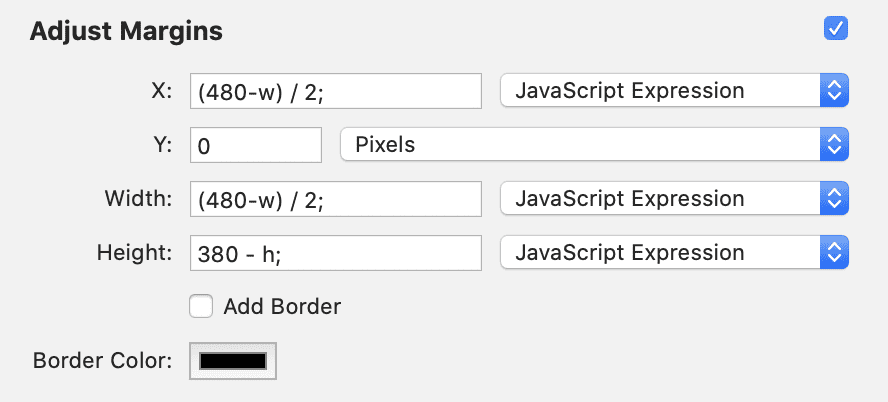 Adjust Margins
X: (480-w) / 2; JavaScript Expression
Y: 0 Pixels
Width: (480-w) / 2; JavaScript Expression
Height: 380 - h; JavaScript Expression
Add Border
Border Color: